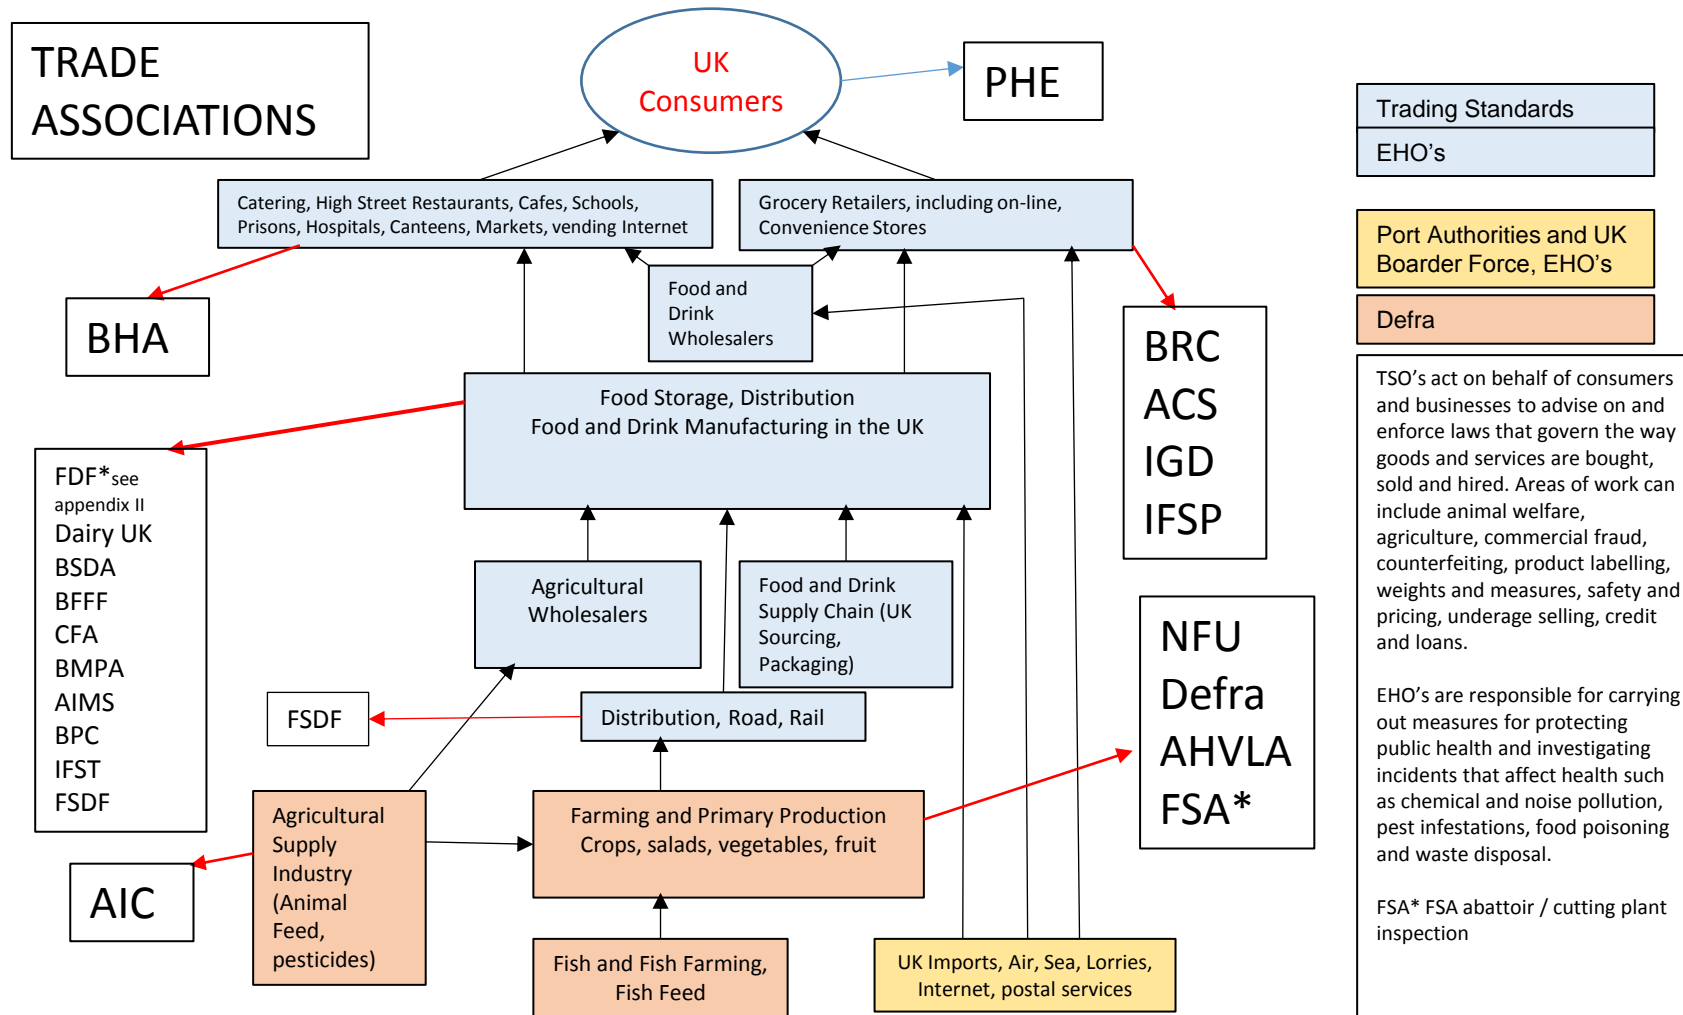 TRADE
ASSOCIATIONS
UK
Consumers
PHE
Trading Standards
EHO's
Port Authorities and UK
Boarder Force, EHO's
Defra
Catering, High Street Restaurants, Cafes, Schools,
Prisons, Hospitals, Canteens, Markets, vending Internet
Grocery Retailers, including on-line,
Convenience Stores
Food and
Drink
Wholesalers
BHA
BRC
ACS
IGD
IFSP
Food Storage, Distribution
Food and Drink Manufacturing in the UK
FDF*see
appendix II
Dairy UK
BSDA
BFFF
CFA
BMPA
AIMS
BPC
IFST
FSDF
Agricultural
Wholesalers
Food and Drink
Supply Chain (UK
Sourcing,
Packaging)
FSDF
Distribution, Road, Rail
NFU
Defra
AHVLA
FSA*
Agricultural
Supply
Industry
(Animal
Feed,
pesticides)
Farming and Primary Production
Crops, salads, vegetables, fruit
AIC
Fish and Fish Farming,
Fish Feed
UK Imports, Air, Sea, Lorries,
Internet, postal services
TSO's act on behalf of consumers
and businesses to advise on and
enforce laws that govern the way
goods and services are bought,
sold and hired. Areas of work can
include animal welfare,
agriculture, commercial fraud,
counterfeiting, product labelling,
weights and measures, safety and
pricing, underage selling, credit
and loans.
EHO's are responsible for carrying
out measures for protecting
public health and investigating
incidents that affect health such
as chemical and noise pollution,
pest infestations, food poisoning
and waste disposal.
FSA* FSA abattoir / cutting plant
inspection